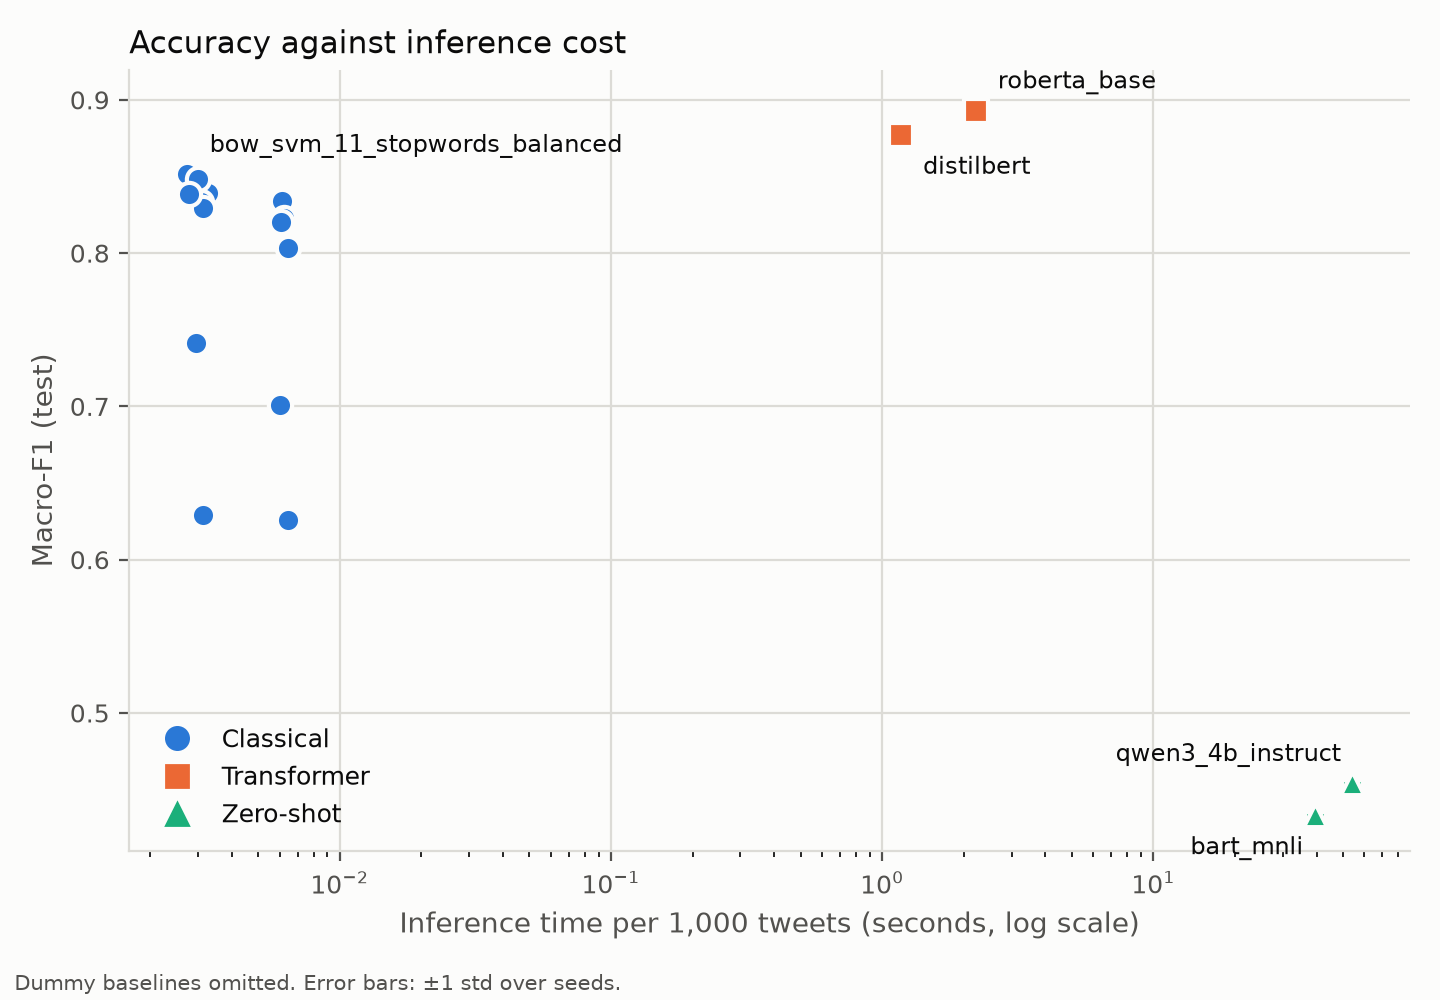 Accuracy against inference cost
roberta_base
0.9
bow_svm_11_stopwords_balanced
distilbert
0.8
0.7
Macro-F1 (test)
0.6
0.5
Classical
qwen3_4b_instruct
Transformer
Zero-shot
bart_mnli
10⁻² 10⁻¹ 10⁰ 10¹
Inference time per 1,000 tweets (seconds, log scale)
Dummy baselines omitted. Error bars: ±1 std over seeds.